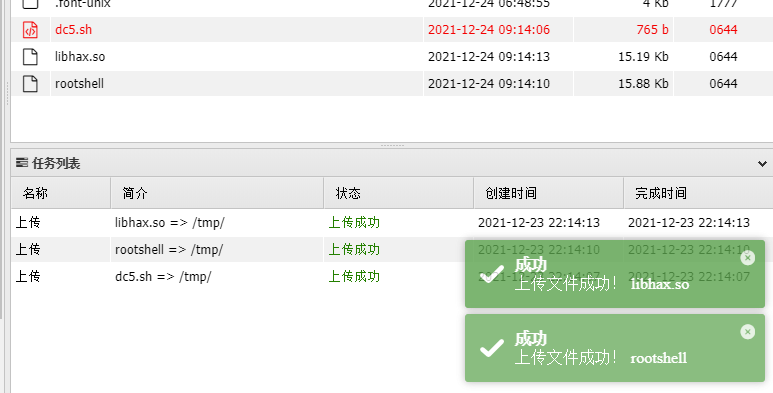 .font-unix 2021-12-24 06:48:55 4 Kb 1777
dc5.sh 2021-12-24 09:14:06 765 b 0644
libhax.so 2021-12-24 09:14:13 15.19 Kb 0644
rootshell 2021-12-24 09:14:10 15.88 Kb 0644
任务列表
名称 简介 状态 创建时间 完成时间
上传 libhax.so => /tmp/ 上传成功 2021-12-23 22:14:13 2021-12-23 22:14:13
上传 rootshell => /tmp/ 上传成功 2021-12-23 22:14:10 2021-12-23 22:14:10
上传 dc5.sh => /tmp/ 上传成功 2021-12-23 22:14:07 2021-12-23 22:14:07
成功
上传文件成功！ libhax.so
成功
上传文件成功！ rootshell